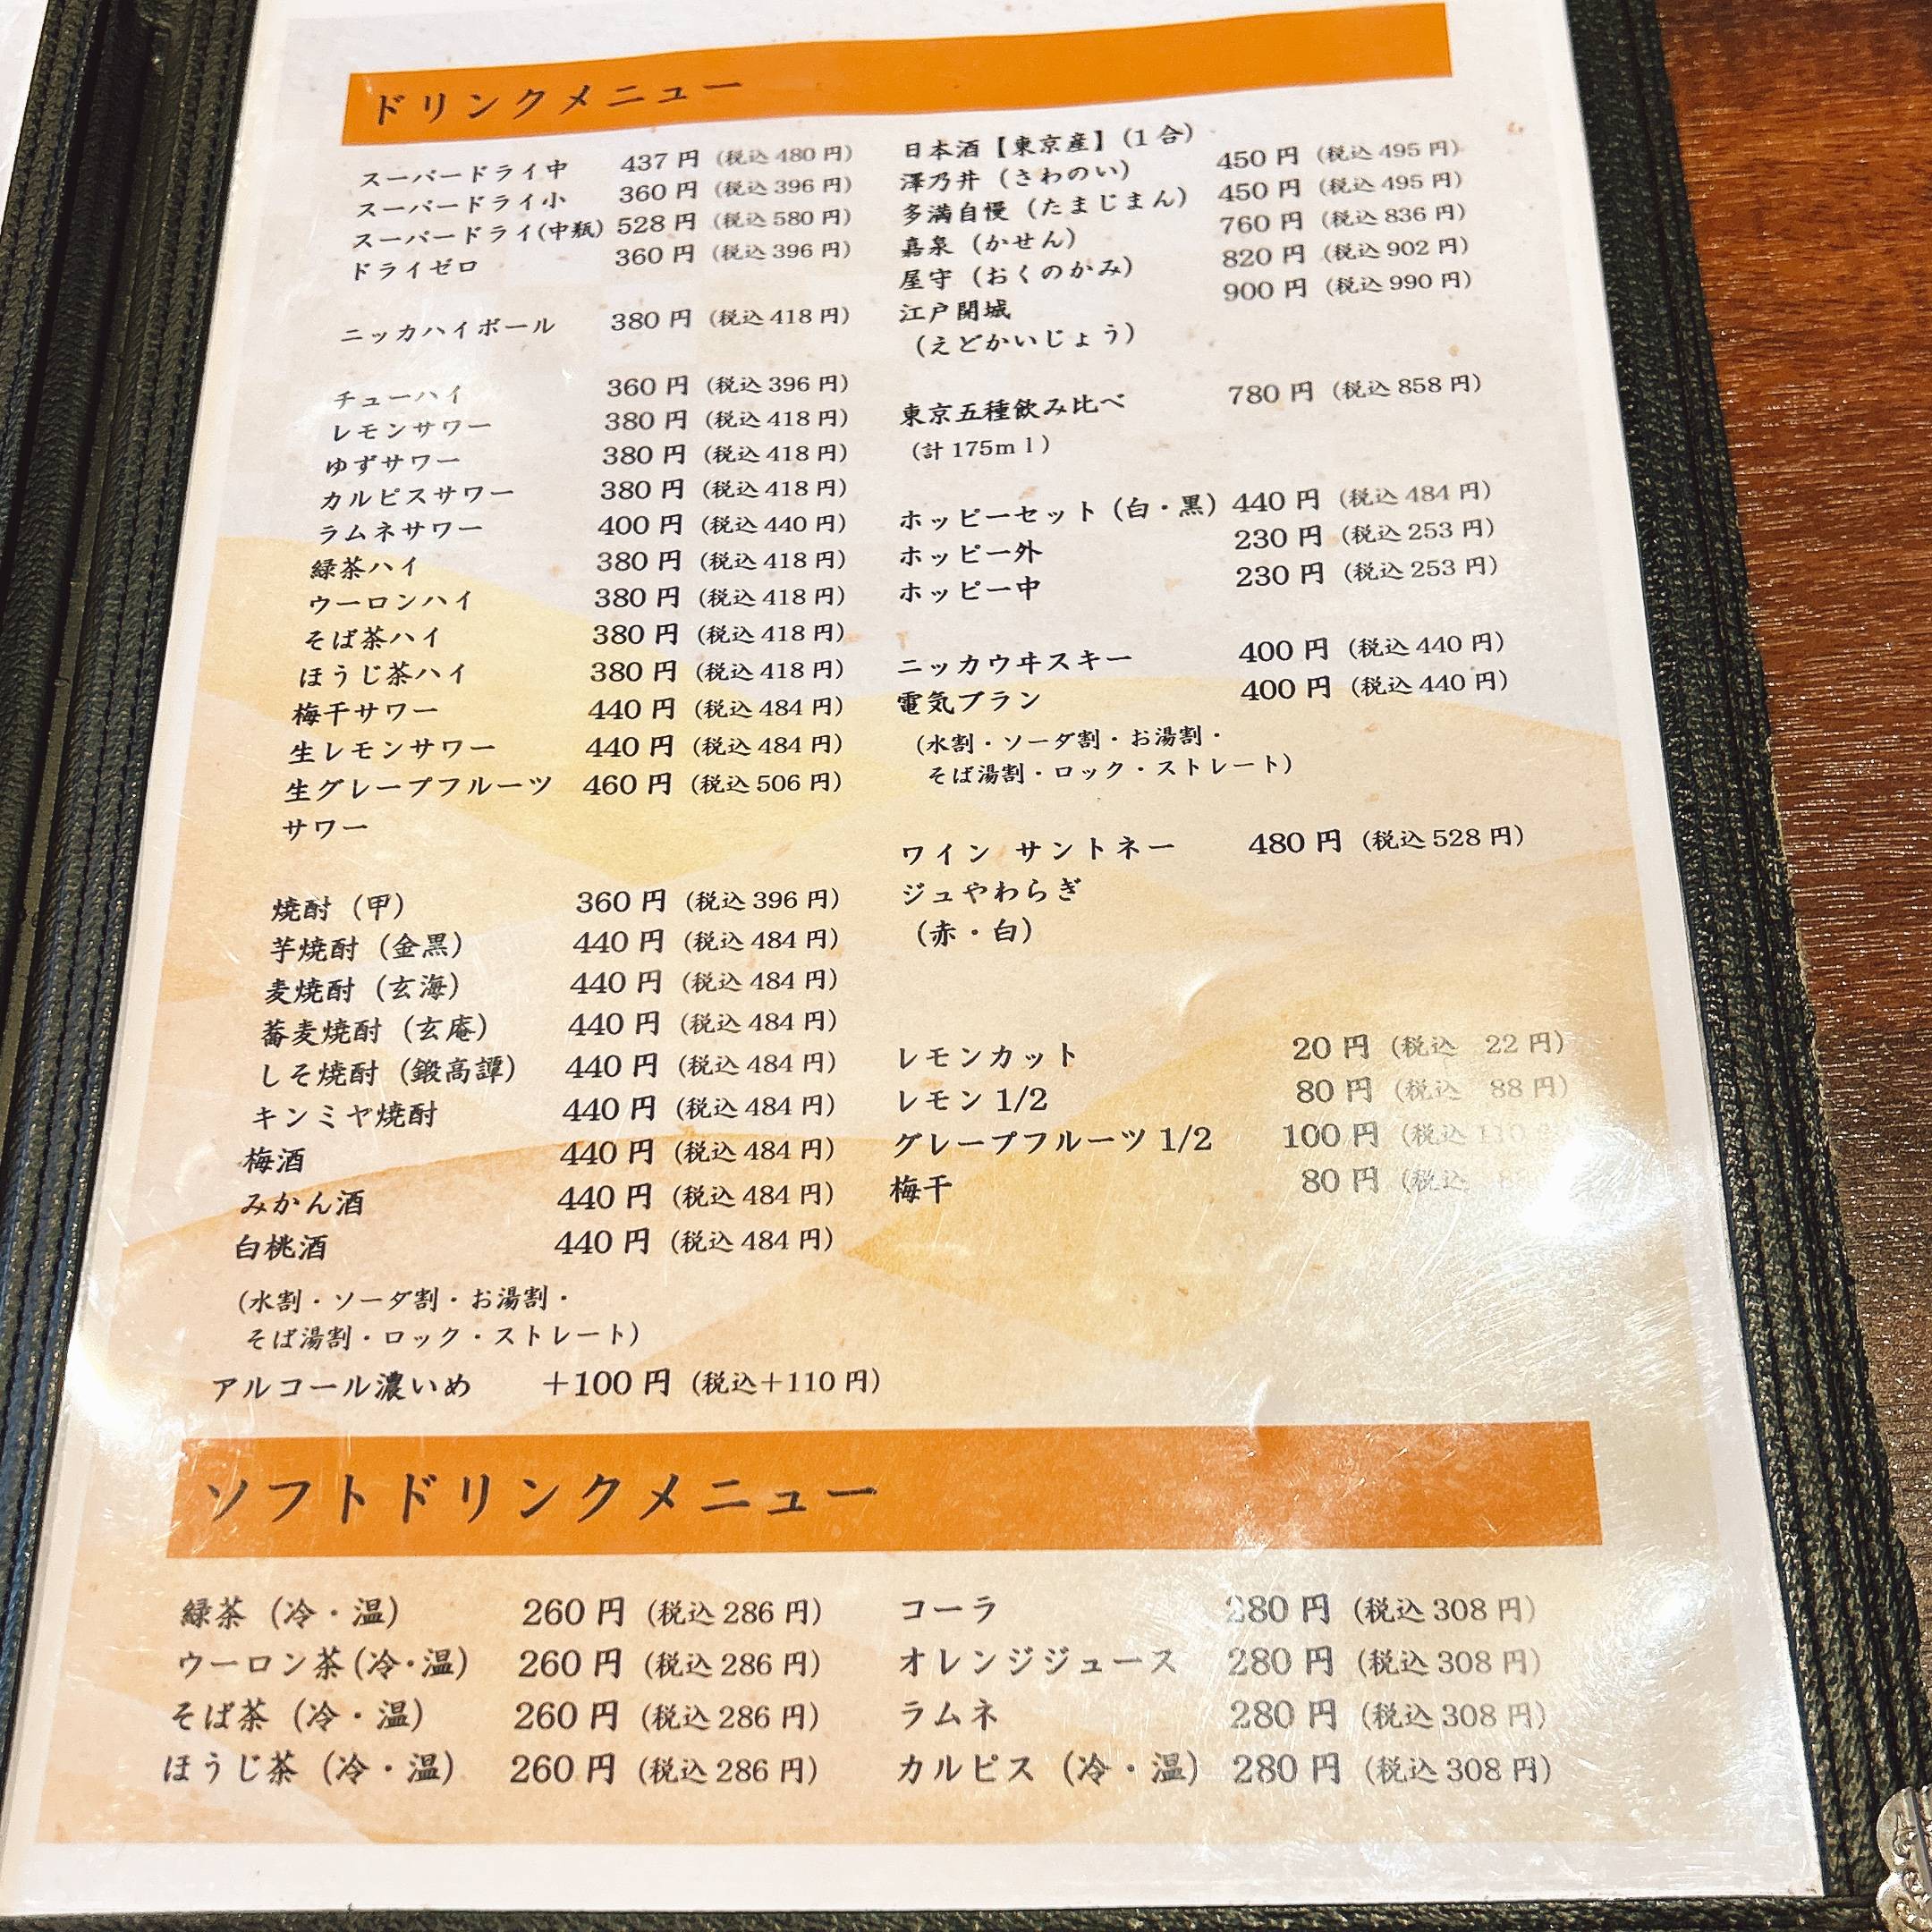 ドリンクメニュー
スーパードライ中 437円 (税込480円)
スーパードライ小 360円 (税込396円)
スーパードライ(中瓶) 528円 (税込580円)
ドライゼロ 360円 (税込396円)
ニッカハイボール 380円 (税込418円)
チューハイ 360円 (税込396円)
レモンサワー 380円 (税込418円)
ゆずサワー 380円 (税込418円)
カルピスサワー 380円 (税込418円)
ラムネサワー 400円 (税込440円)
緑茶ハイ 380円 (税込418円)
ウーロンハイ 380円 (税込418円)
そば茶ハイ 380円 (税込418円)
ほうじ茶ハイ 380円 (税込418円)
梅干サワー 440円 (税込484円)
生レモンサワー 440円 (税込484円)
生グレープフルーツ 460円 (税込506円)
サワー
焼酎（甲） 360円 (税込396円)
芋焼酎（金黒） 440円 (税込484円)
麦焼酎（玄海） 440円 (税込484円)
蕎麦焼酎（玄庵） 440円 (税込484円)
しそ焼酎（鍛高譚） 440円 (税込484円)
キンミヤ焼酎 440円 (税込484円)
梅酒 440円 (税込484円)
みかん酒 440円 (税込484円)
白桃酒 440円 (税込484円)
(水割・ソーダ割・お湯割・
そば湯割・ロック・ストレート)
アルコール濃いめ +100円 (税込+110円)
日本酒【東京産】(1合)
澤乃井（さわのい） 450円 (税込495円)
多満自慢（たまじまん） 450円 (税込495円)
嘉泉（かせん） 760円 (税込836円)
屋守（おくのかみ） 820円 (税込902円)
江戸開城 900円 (税込990円)
（えどかいじょう）
東京五種飲み比べ 780円 (税込858円)
（計175ml）
ホッピーセット（白・黒） 440円 (税込484円)
ホッピー外 230円 (税込253円)
ホッピー中 230円 (税込253円)
ニッカウヰスキー 400円 (税込440円)
電気ブラン 400円 (税込440円)
(水割・ソーダ割・お湯割・
そば湯割・ロック・ストレート)
ワイン サントネー 480円 (税込528円)
ジュやわらぎ
（赤・白）
レモンカット 20円 (税込 22円)
レモン1/2 80円 (税込 88円)
グレープフルーツ1/2 100円 (税込110
梅干 80円 (税込
ソフトドリンクメニュー
緑茶（冷・温） 260円 (税込286円)
ウーロン茶(冷・温) 260円 (税込286円)
そば茶（冷・温） 260円 (税込286円)
ほうじ茶（冷・温） 260円 (税込286円)
コーラ 280円 (税込308円)
オレンジジュース 280円 (税込308円)
ラムネ 280円 (税込308円)
カルピス（冷・温） 280円 (税込308円)